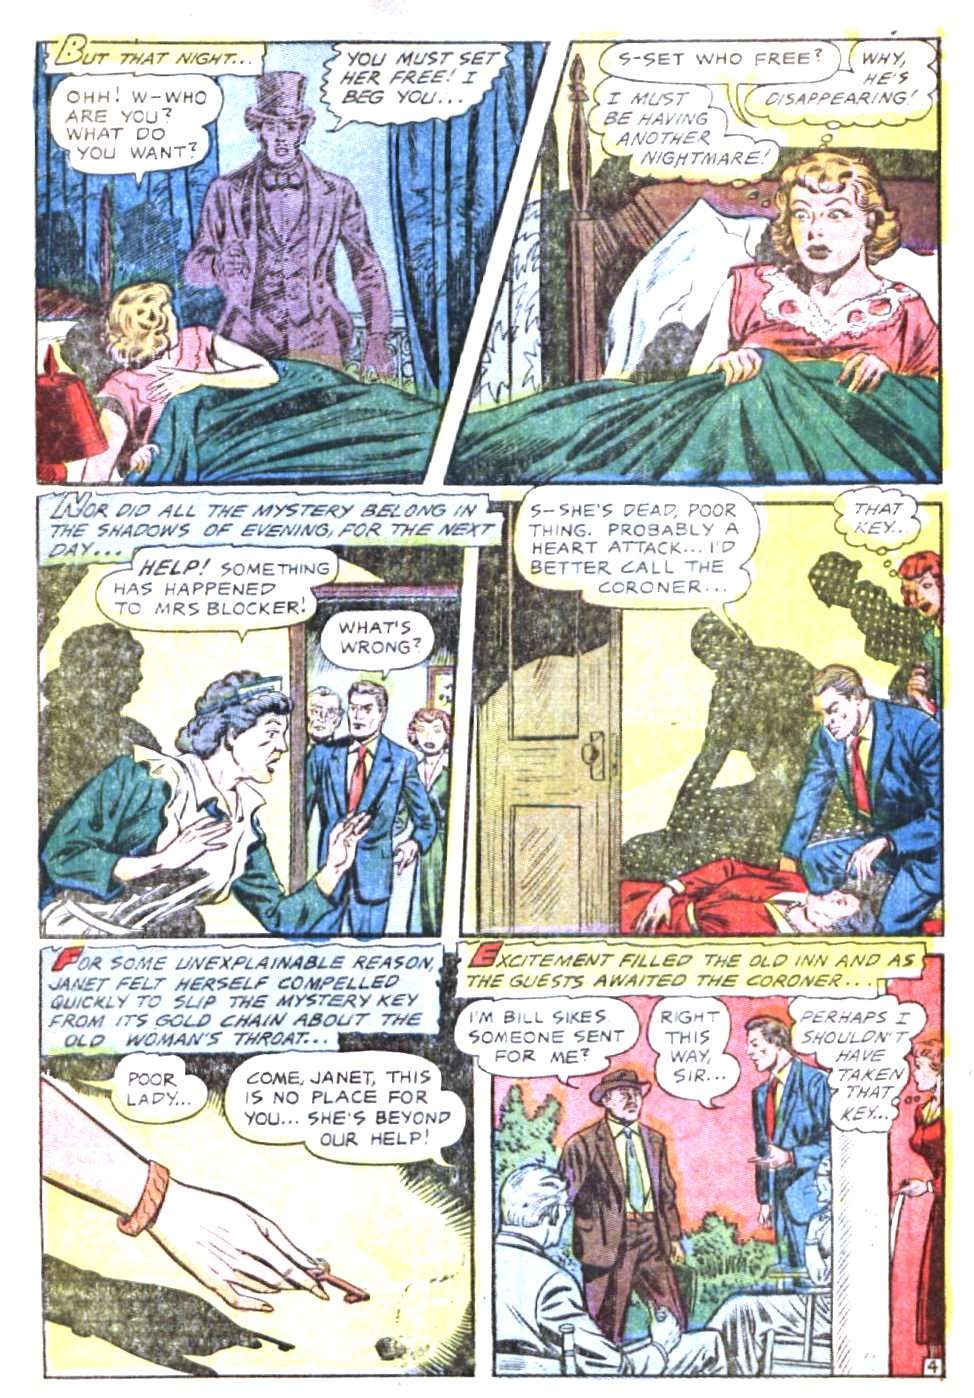 BUT THAT NIGHT...
OHH! W-WHO
ARE YOU?
WHAT DO
YOU WANT?
YOU MUST SET
HER FREE! I
BEG YOU...
S-SET WHO FREE?
I MUST
BE HAVING
ANOTHER
NIGHTMARE!
WHY,
HE'S
DISAPPEARING!
NOR DID ALL THE MYSTERY BELONG IN
THE SHADOWS OF EVENING, FOR THE NEXT
DAY...
HELP! SOMETHING
HAS HAPPENED
TO MRS BLOCKER!
WHAT'S
WRONG?
S-SHE'S DEAD, POOR
THING. PROBABLY A
HEART ATTACK... I'D
BETTER CALL THE
CORONER...
THAT
KEY..
FOR SOME UNEXPLAINABLE REASON,
JANET FELT HERSELF COMPELLED
QUICKLY TO SLIP THE MYSTERY KEY
FROM ITS GOLD CHAIN ABOUT THE
OLD WOMAN'S THROAT...
POOR
LADY...
COME, JANET, THIS
IS NO PLACE FOR
YOU... SHE'S BEYOND
OUR HELP!
EXCITEMENT FILLED THE OLD INN AND AS
THE GUESTS AWAITED THE CORONER...
I'M BILL SIKES.
SOMEONE SENT
FOR ME?
RIGHT
THIS
WAY,
SIR...
PERHAPS I
SHOULDN'T
HAVE
TAKEN
THAT
KEY...
4